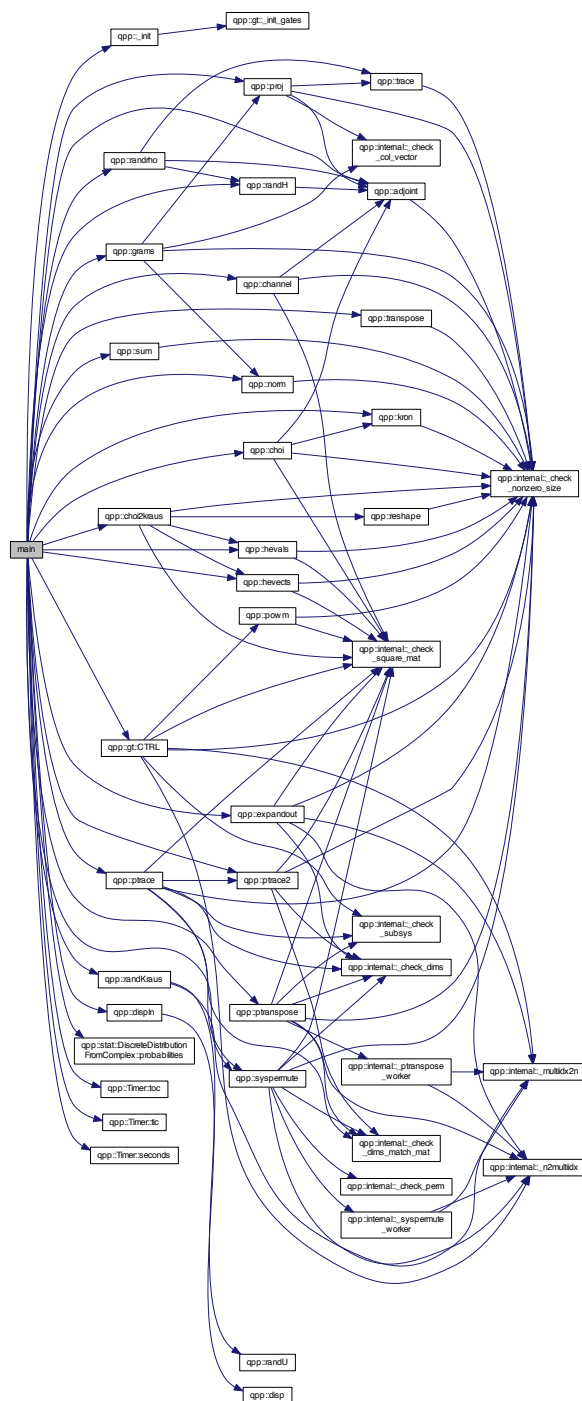 qpp::gt::_init_gates
qpp::_init
qpp::trace
qpp::proj
qpp::internal::_check
_col_vector
qpp::randrho
qpp::randH
qpp::adjoint
qpp::grams
qpp::channel
qpp::transpose
qpp::sum
qpp::norm
qpp::kron
qpp::choi
qpp::internal::_check
_nonzero_size
qpp::choi2kraus
qpp::reshape
main
qpp::hevals
qpp::hevects
qpp::powm
qpp::internal::_check
_square_mat
qpp::gt::CTRL
qpp::expandout
qpp::ptrace
qpp::ptrace2
qpp::internal::_check
_subsys
qpp::internal::_check_dims
qpp::randKraus
qpp::displn
qpp::ptranspose
qpp::stat::DiscreteDistribution
FromComplex::probabilities
qpp::syspermute
qpp::internal::_ptranspose
_worker
qpp::internal::_multiidx2n
qpp::Timer::toc
qpp::Timer::tic
qpp::Timer::seconds
qpp::internal::_check
_dims_match_mat
qpp::internal::_n2multiidx
qpp::internal::_check_perm
qpp::internal::_syspermute
_worker
qpp::randU
qpp::disp